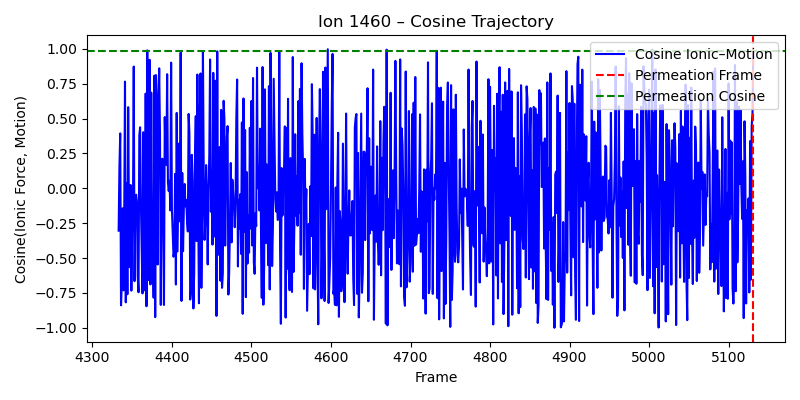 Ion 1460 – Cosine Trajectory
Cosine Ionic–Motion
Permeation Frame
Permeation Cosine
Cosine(Ionic Force, Motion)
1.00
0.75
0.50
0.25
0.00
−0.25
−0.50
−0.75
−1.00
4300 4400 4500 4600 4700 4800 4900 5000 5100
Frame